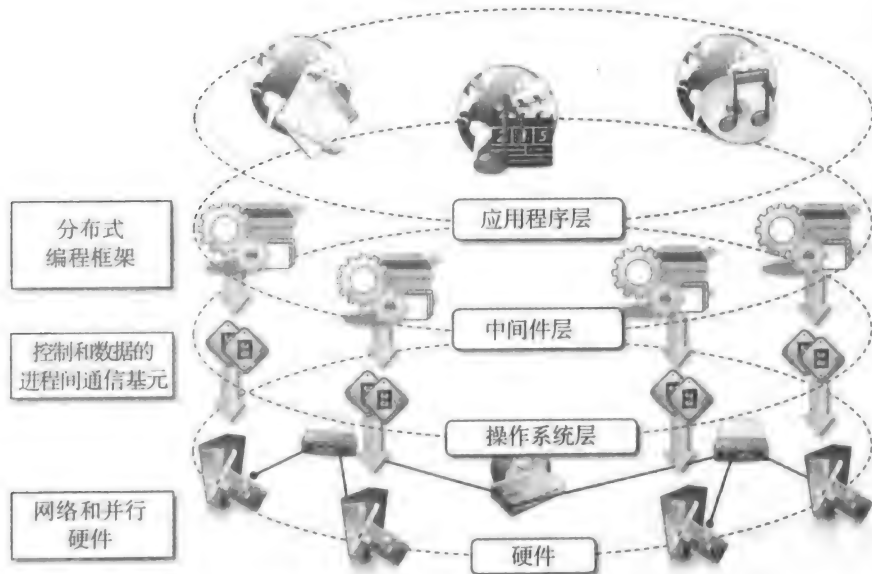 应用程序层
分布式
编程框架
中间件层
控制和数据的
进程间通信基元
操作系统层
网络和并行
硬件
硬件